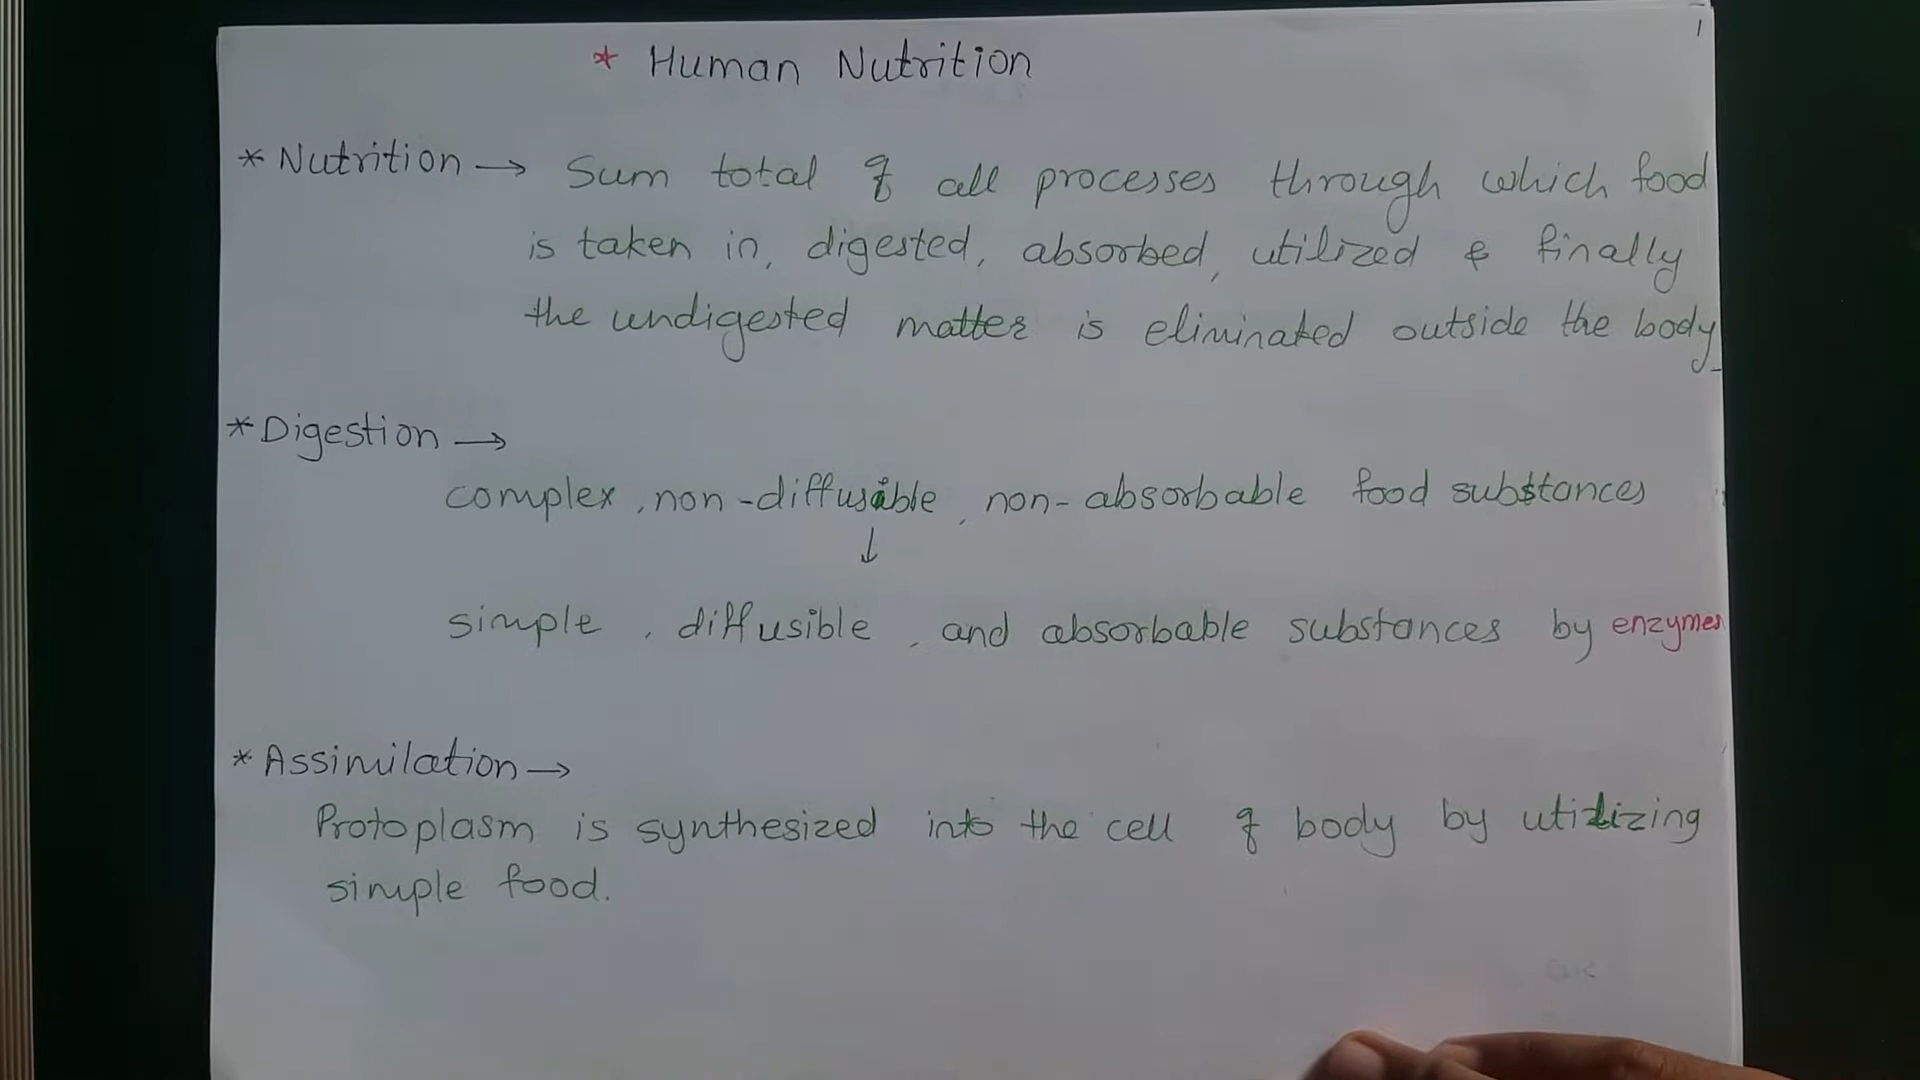 1
* Human Nutrition
* Nutrition → Sum total of all processes through which food
is taken in, digested, absorbed, utilized & finally
the undigested matter is eliminated outside the body
* Digestion →
complex, non-diffusible, non-absorbable food substances
↓
simple, diffusible, and absorbable substances by enzymes
* Assimilation →
Protoplasm is synthesized into the cell of body by utilizing
simple food.